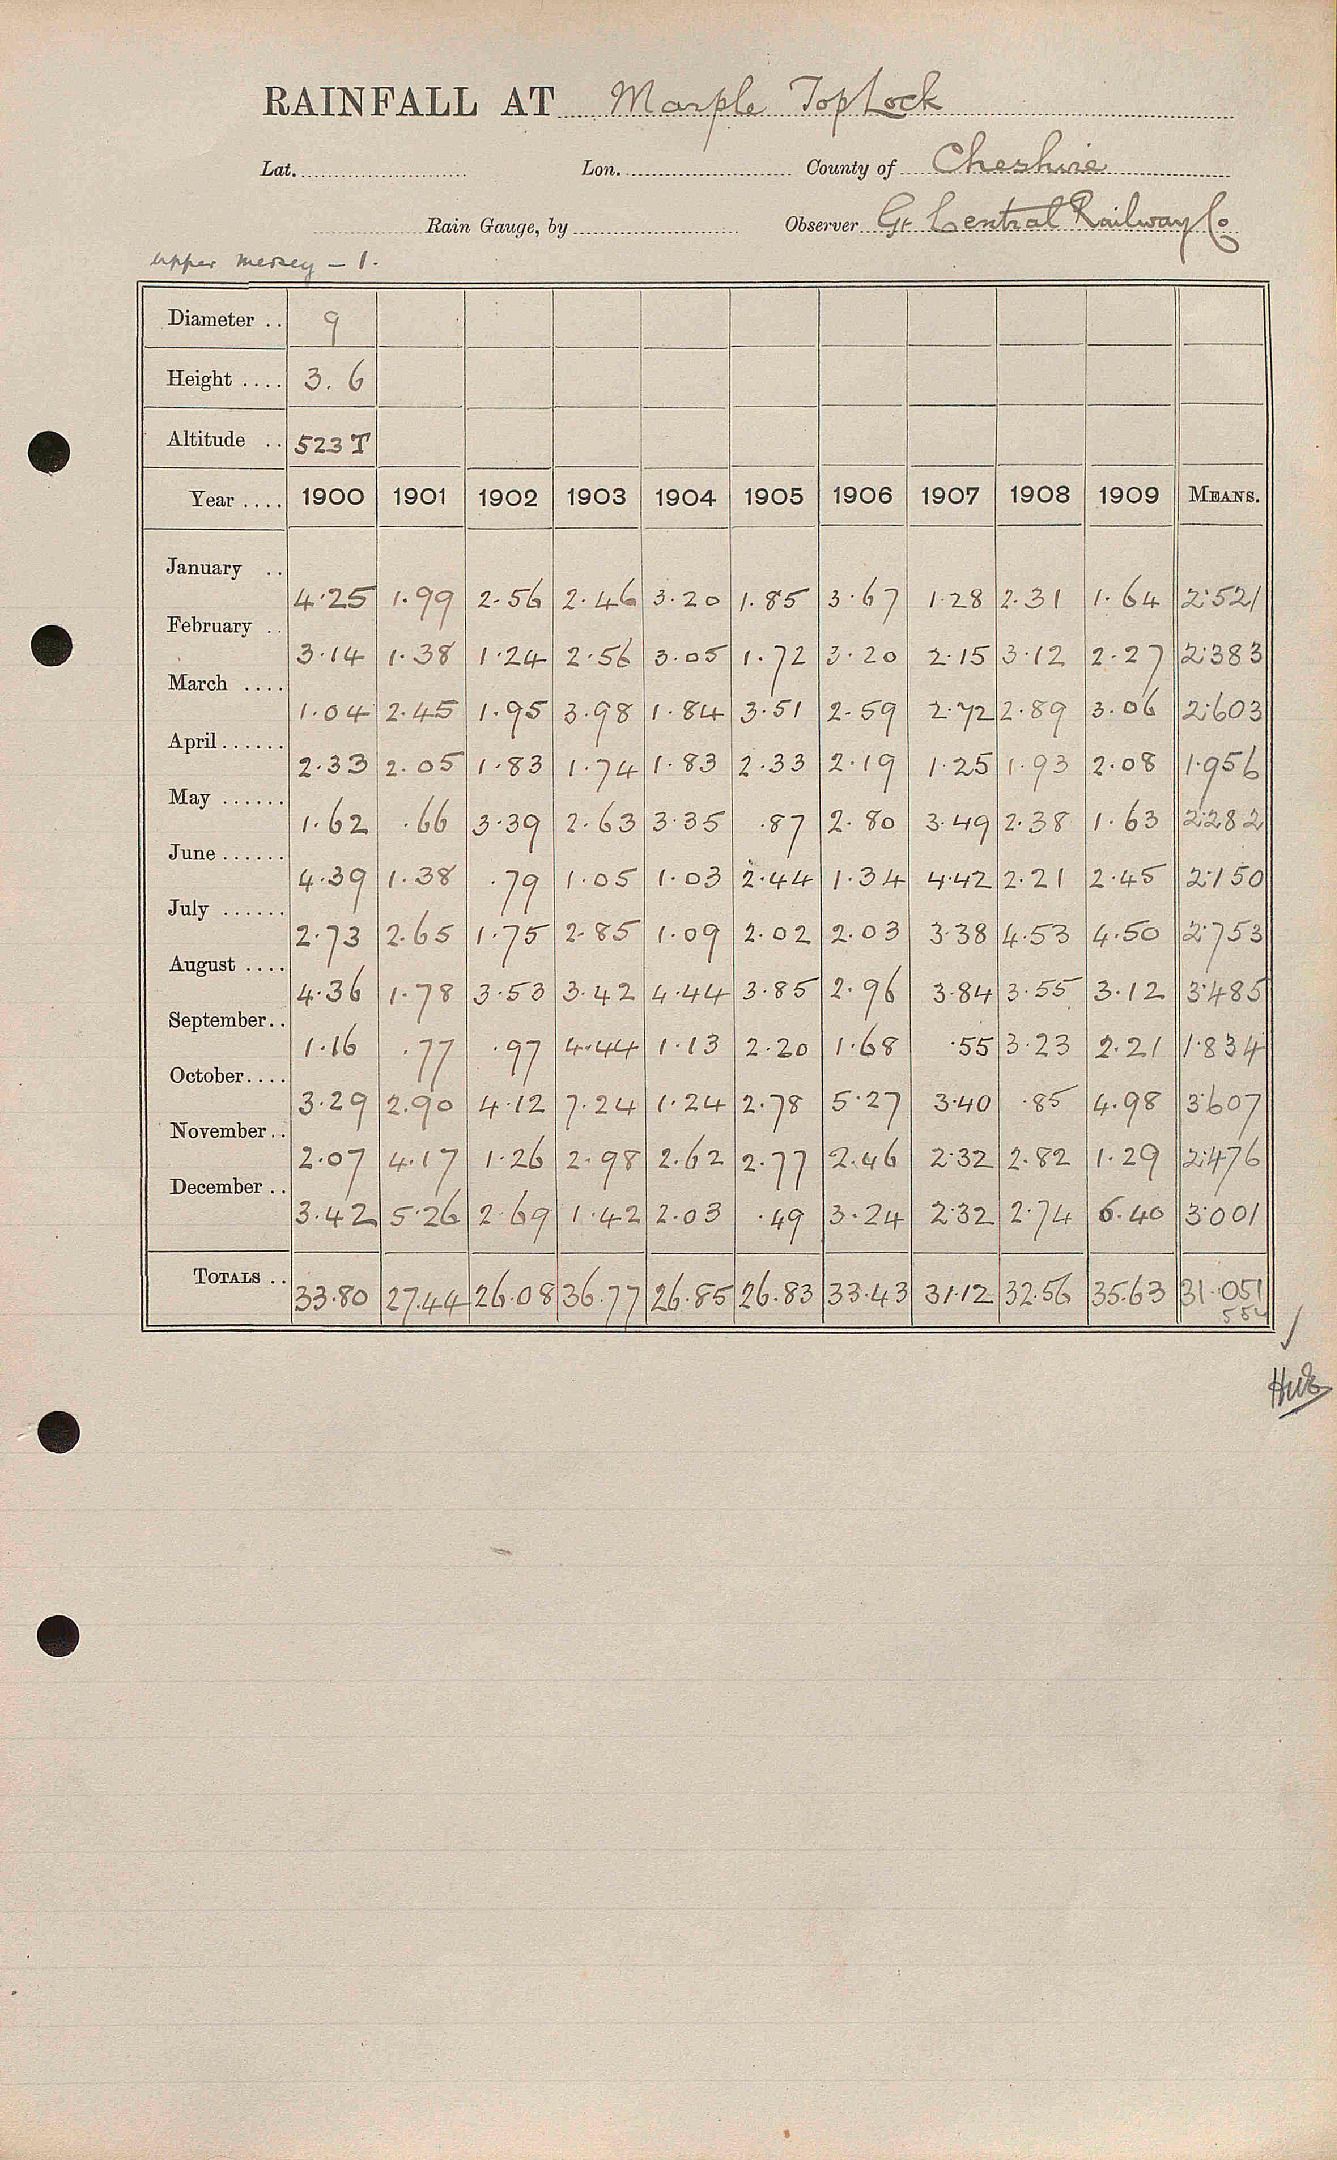 RAINFALL AT Marple Top Lock
Lat. Lon. County of Cheshire
Rain Gauge, by Observer Gt Central Railway Co
upper mersey - 1.
Diameter .. 9
Height .... 3. 6
Altitude .. 523 T
Year .... 1900 1901 1902 1903 1904 1905 1906 1907 1908 1909 MEANS.
January .. 4.25 1.99 2.56 2.46 3.20 1.85 3.67 1.28 2.31 1.64 2.521
February .. 3.14 1.38 1.24 2.56 3.05 1.72 3.20 2.15 3.12 2.27 2.383
March .... 1.04 2.45 1.95 3.98 1.84 3.51 2.59 2.72 2.89 3.06 2.603
April...... 2.33 2.05 1.83 1.74 1.83 2.33 2.19 1.25 1.93 2.08 1.956
May ...... 1.62 .66 3.39 2.63 3.35 .87 2.80 3.49 2.38 1.63 2.282
June...... 4.39 1.38 .79 1.05 1.03 2.44 1.34 4.42 2.21 2.45 2.150
July ...... 2.73 2.65 1.75 2.85 1.09 2.02 2.03 3.38 4.53 4.50 2.753
August .... 4.36 1.78 3.53 3.42 4.44 3.85 2.96 3.84 3.55 3.12 3.485
September.. 1.16 .77 .97 4.44 1.13 2.20 1.68 .55 3.23 2.21 1.834
October.... 3.29 2.90 4.12 7.24 1.24 2.78 5.27 3.40 .85 4.98 3.607
November.. 2.07 4.17 1.26 2.98 2.62 2.77 2.46 2.32 2.82 1.29 2.476
December .. 3.42 5.26 2.69 1.42 2.03 .49 3.24 2.32 2.74 6.40 3.001
TOTALS .. 33.80 27.44 26.08 36.77 26.85 26.83 33.43 31.12 32.56 35.63 31.051